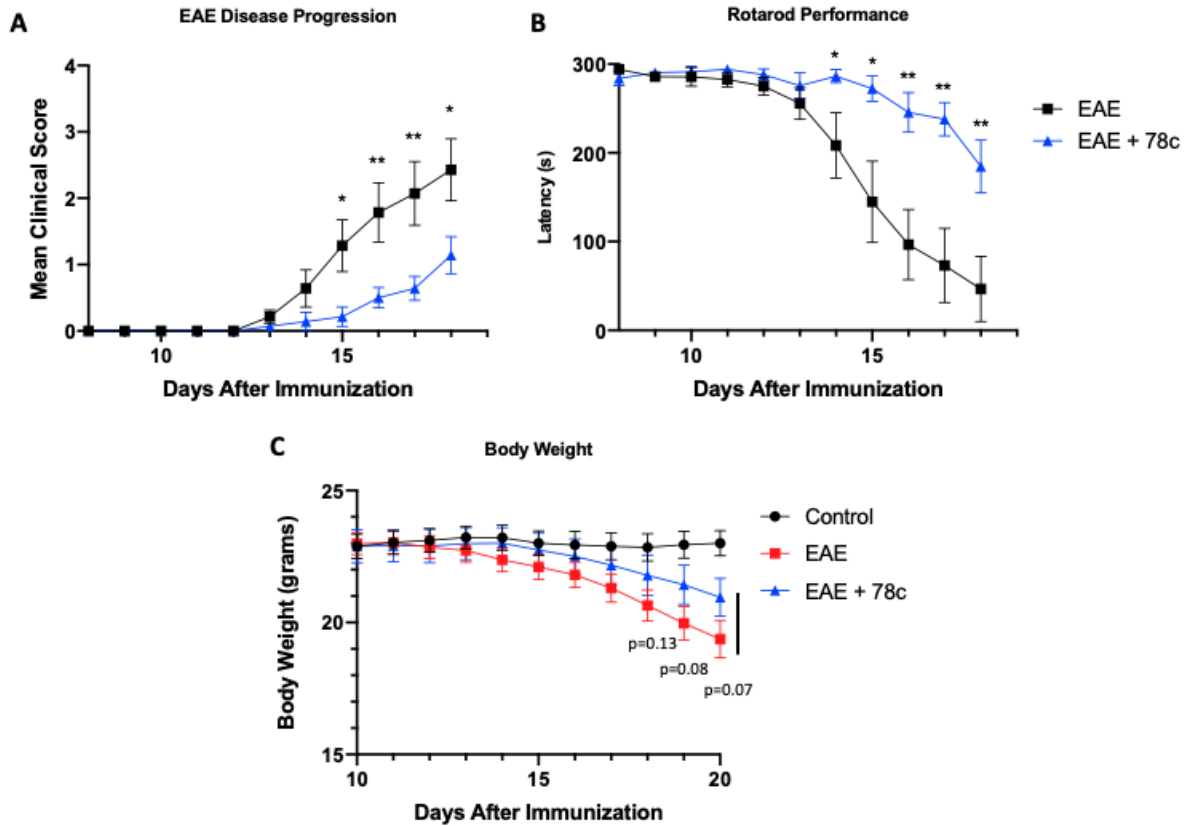 A
EAE Disease Progression
Mean Clinical Score
4
3
2
1
0
*
**
**
*
10
15
Days After Immunization
B
Rotarod Performance
Latency (s)
300
200
100
0
*
*
**
**
**
10
15
Days After Immunization
EAE
EAE + 78c
C
Body Weight
Body Weight (grams)
25
20
15
p=0.13
p=0.08
p=0.07
10
15
20
Days After Immunization
Control
EAE
EAE + 78c